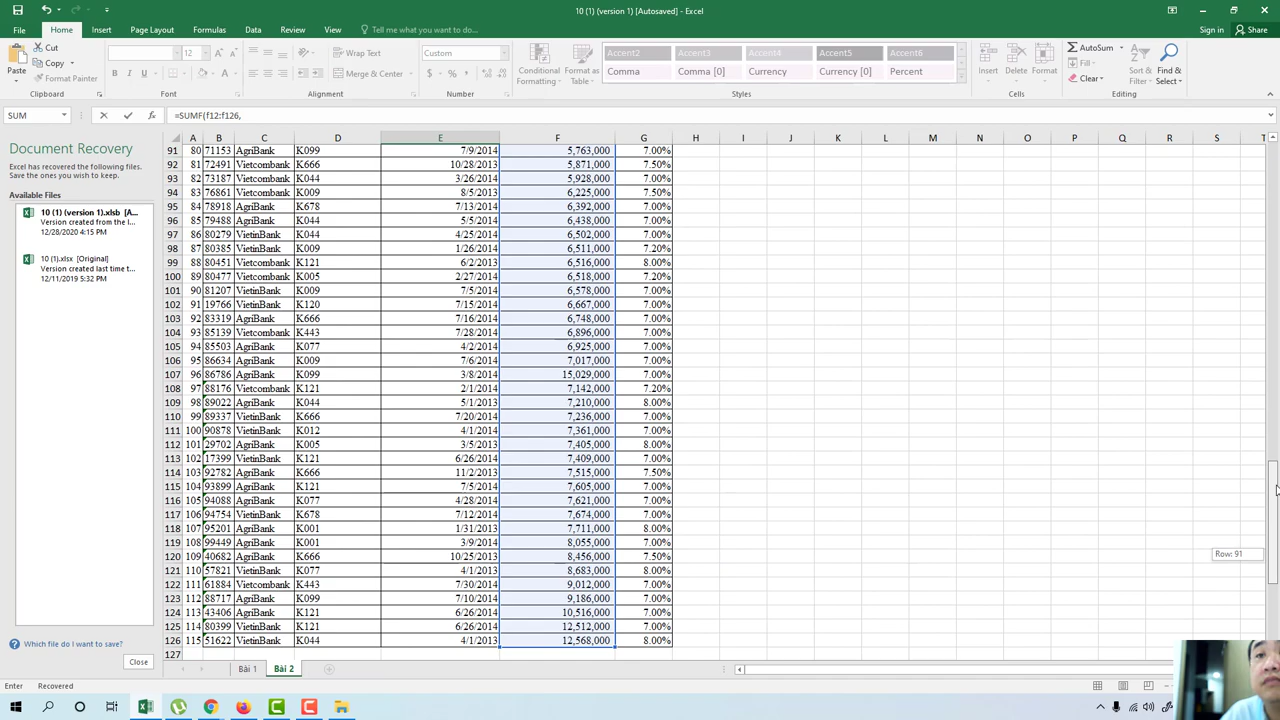 10 (1) (version 1) [Autosaved] - Excel
Sign in Share
File Home Insert Page Layout Formulas Data Review View Tell me what you want to do...
Paste Cut Copy Format Painter Clipboard
12 Font
Wrap Text Merge & Center Alignment
Custom Number
Conditional Formatting Format as Table
Accent2 Accent3 Accent4 Accent5 Accent6
Comma Comma [0] Currency Currency [0] Percent
Styles
Insert Delete Format Cells
AutoSum Fill Clear Sort & Filter Find & Select Editing
SUM =SUMF(f12:f126,
Document Recovery
Excel has recovered the following files. Save the ones you wish to keep.
Available Files
10 (1) (version 1).xlsb [A...
Version created from the l...
12/28/2020 4:15 PM
10 (1).xlsx [Original]
Version created last time t...
12/11/2019 5:32 PM
Which file do I want to save?
Close
A B C D E F G H I J K L M N O P Q R S T
91 80 71153 AgriBank K099 7/9/2014 5,763,000 7.00%
92 81 72491 Vietcombank K666 10/28/2013 5,871,000 7.50%
93 82 73187 VietinBank K044 3/26/2014 5,928,000 7.00%
94 83 76861 Vietcombank K009 8/5/2013 6,225,000 7.50%
95 84 78918 AgriBank K678 7/13/2014 6,392,000 7.00%
96 85 79488 AgriBank K044 5/5/2014 6,438,000 7.00%
97 86 80279 VietinBank K044 4/25/2014 6,502,000 7.00%
98 87 80385 VietinBank K009 1/26/2014 6,511,000 7.20%
99 88 80451 Vietcombank K121 6/2/2013 6,516,000 8.00%
100 89 80477 VietinBank K005 2/27/2014 6,518,000 7.20%
101 90 81207 VietinBank K009 7/5/2014 6,578,000 7.00%
102 91 19766 VietinBank K120 7/15/2014 6,667,000 7.00%
103 92 83319 AgriBank K666 7/16/2014 6,748,000 7.00%
104 93 85139 Vietcombank K443 7/28/2014 6,896,000 7.00%
105 94 85503 AgriBank K077 4/2/2014 6,925,000 7.00%
106 95 86634 AgriBank K009 7/6/2014 7,017,000 7.00%
107 96 86786 AgriBank K099 3/8/2014 15,029,000 7.00%
108 97 88176 Vietcombank K121 2/1/2014 7,142,000 7.20%
109 98 89022 AgriBank K044 5/1/2013 7,210,000 8.00%
110 99 89337 VietinBank K666 7/20/2014 7,236,000 7.00%
111 100 90878 VietinBank K012 4/1/2014 7,361,000 7.00%
112 101 29702 AgriBank K005 3/5/2013 7,405,000 8.00%
113 102 17399 VietinBank K121 6/26/2014 7,409,000 7.00%
114 103 92782 AgriBank K666 11/2/2013 7,515,000 7.50%
115 104 93899 AgriBank K121 7/5/2014 7,605,000 7.00%
116 105 94088 AgriBank K077 4/28/2014 7,621,000 7.00%
117 106 94754 VietinBank K678 7/12/2014 7,674,000 7.00%
118 107 95201 AgriBank K001 1/31/2013 7,711,000 8.00%
119 108 99449 AgriBank K001 3/9/2014 8,055,000 7.00%
120 109 40682 AgriBank K666 10/25/2013 8,456,000 7.50%
121 110 57821 VietinBank K077 4/1/2013 8,683,000 8.00%
122 111 61884 Vietcombank K443 7/30/2014 9,012,000 7.00%
123 112 88717 AgriBank K099 7/10/2014 9,186,000 7.00%
124 113 43406 AgriBank K121 6/26/2014 10,516,000 7.00%
125 114 80399 VietinBank K121 6/26/2014 12,512,000 7.00%
126 115 51622 VietinBank K044 4/1/2013 12,568,000 8.00%
127
Row: 91
Bài 1 Bài 2
Enter Recovered